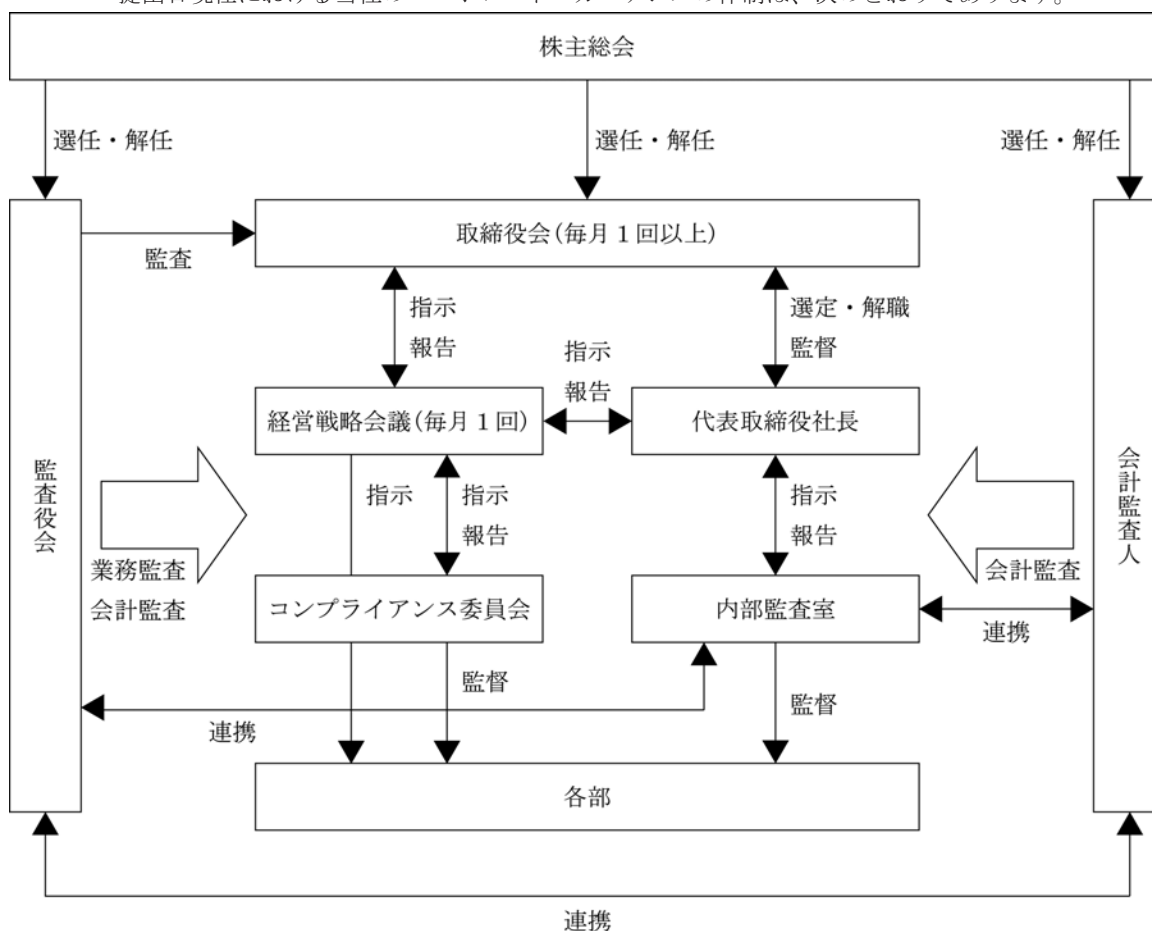 株主総会
選任・解任
選任・解任
選任・解任
取締役会(毎月1回以上)
監査
指示
報告
選定・解職
監督
指示
報告
経営戦略会議(毎月1回)
代表取締役社長
監査役会
会計監査人
指示
指示
報告
指示
報告
業務監査
会計監査
会計監査
コンプライアンス委員会
内部監査室
連携
監督
監督
連携
各部
連携